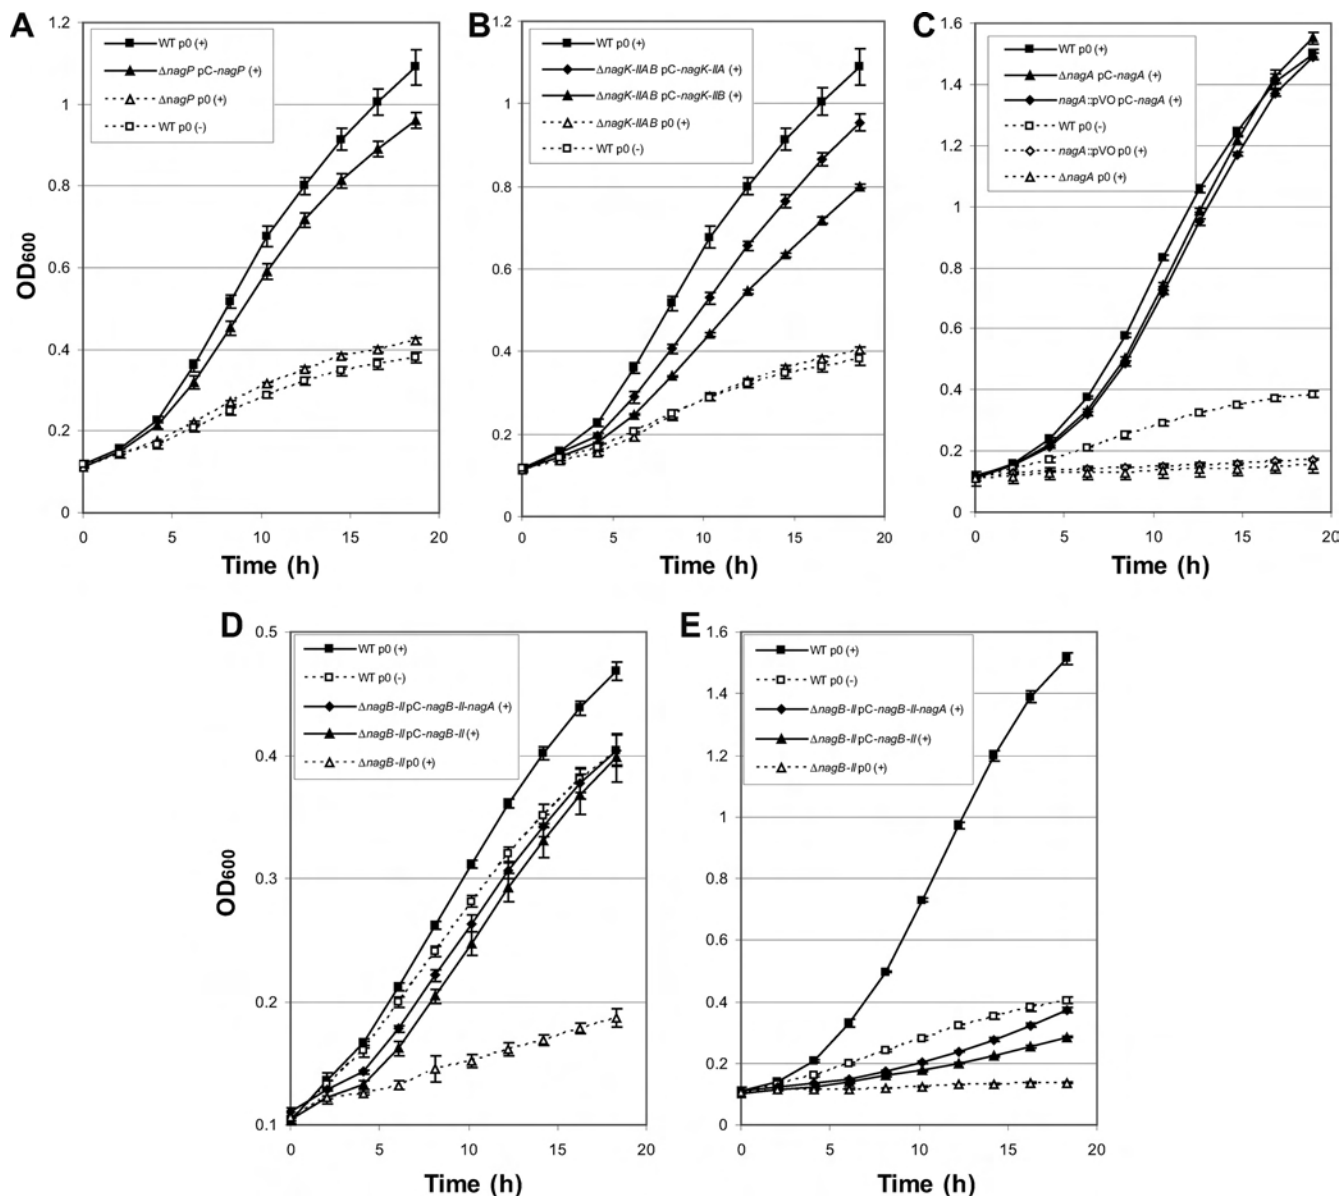 A
WT p0 (+)
ΔnagP pC-nagP (+)
ΔnagP p0 (+)
WT p0 (-)
1.2
1
0.8
0.6
0.4
0.2
0
OD600
0 5 10 15 20
Time (h)
B
WT p0 (+)
ΔnagK-IIAB pC-nagK-IIA (+)
ΔnagK-IIAB pC-nagK-IIB (+)
ΔnagK-IIAB p0 (+)
WT p0 (-)
1.2
1
0.8
0.6
0.4
0.2
0
0 5 10 15 20
Time (h)
C
WT p0 (+)
ΔnagA pC-nagA (+)
nagA::pVO pC-nagA (+)
WT p0 (-)
nagA::pVO p0 (+)
ΔnagA p0 (+)
1.6
1.4
1.2
1
0.8
0.6
0.4
0.2
0
0 5 10 15 20
Time (h)
D
WT p0 (+)
WT p0 (-)
ΔnagB-II pC-nagB-II-nagA (+)
ΔnagB-II pC-nagB-II (+)
ΔnagB-II p0 (+)
0.5
0.4
0.3
0.2
0.1
OD600
0 5 10 15 20
Time (h)
E
WT p0 (+)
WT p0 (-)
ΔnagB-II pC-nagB-II-nagA (+)
ΔnagB-II pC-nagB-II (+)
ΔnagB-II p0 (+)
1.6
1.4
1.2
1
0.8
0.6
0.4
0.2
0
0 5 10 15 20
Time (h)